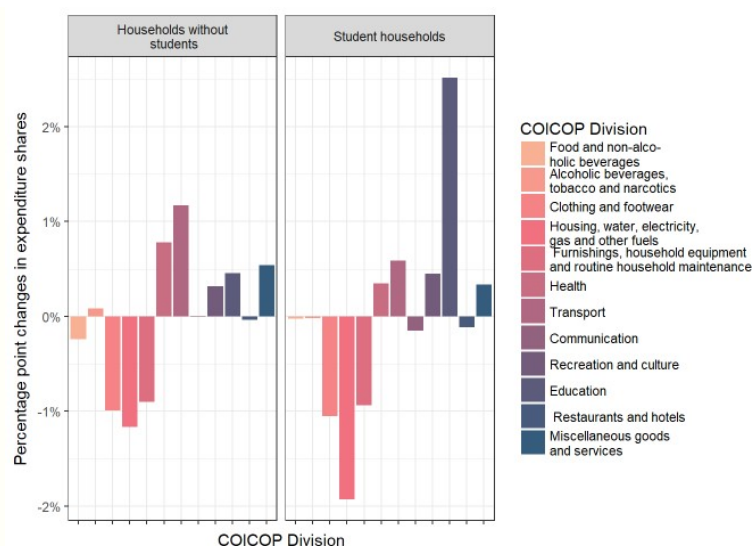 Households without
students
Student households
Percentage point changes in expenditure shares
2%
1%
0%
-1%
-2%
COICOP Division
COICOP Division
Food and non-alco-
holic beverages
Alcoholic beverages,
tobacco and narcotics
Clothing and footwear
Housing, water, electricity,
gas and other fuels
Furnishings, household equipment
and routine household maintenance
Health
Transport
Communication
Recreation and culture
Education
Restaurants and hotels
Miscellaneous goods
and services